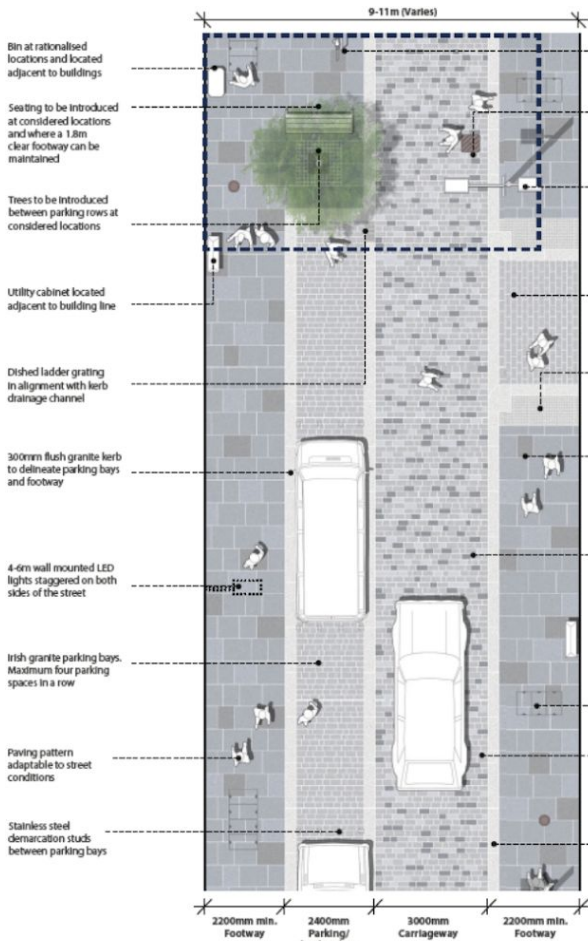 9-11m (Varies)
Bin at rationalised
locations and located
adjacent to buildings
Seating to be introduced
at considered locations
and where a 1.8m
clear footway can be
maintained
Trees to be introduced
between parking rows at
considered locations
Utility cabinet located
adjacent to building line
Dished ladder grating
in alignment with kerb
drainage channel
300mm flush granite kerb
to delineate parking bays
and footway
4-6m wall mounted LED
lights staggered on both
sides of the street
Irish granite parking bays.
Maximum four parking
spaces in a row
Paving pattern
adaptable to street
conditions
Stainless steel
demarcation studs
between parking bays
2200mm min.
Footway
2400mm
Parking/
3000mm
Carriageway
2200mm min.
Footway